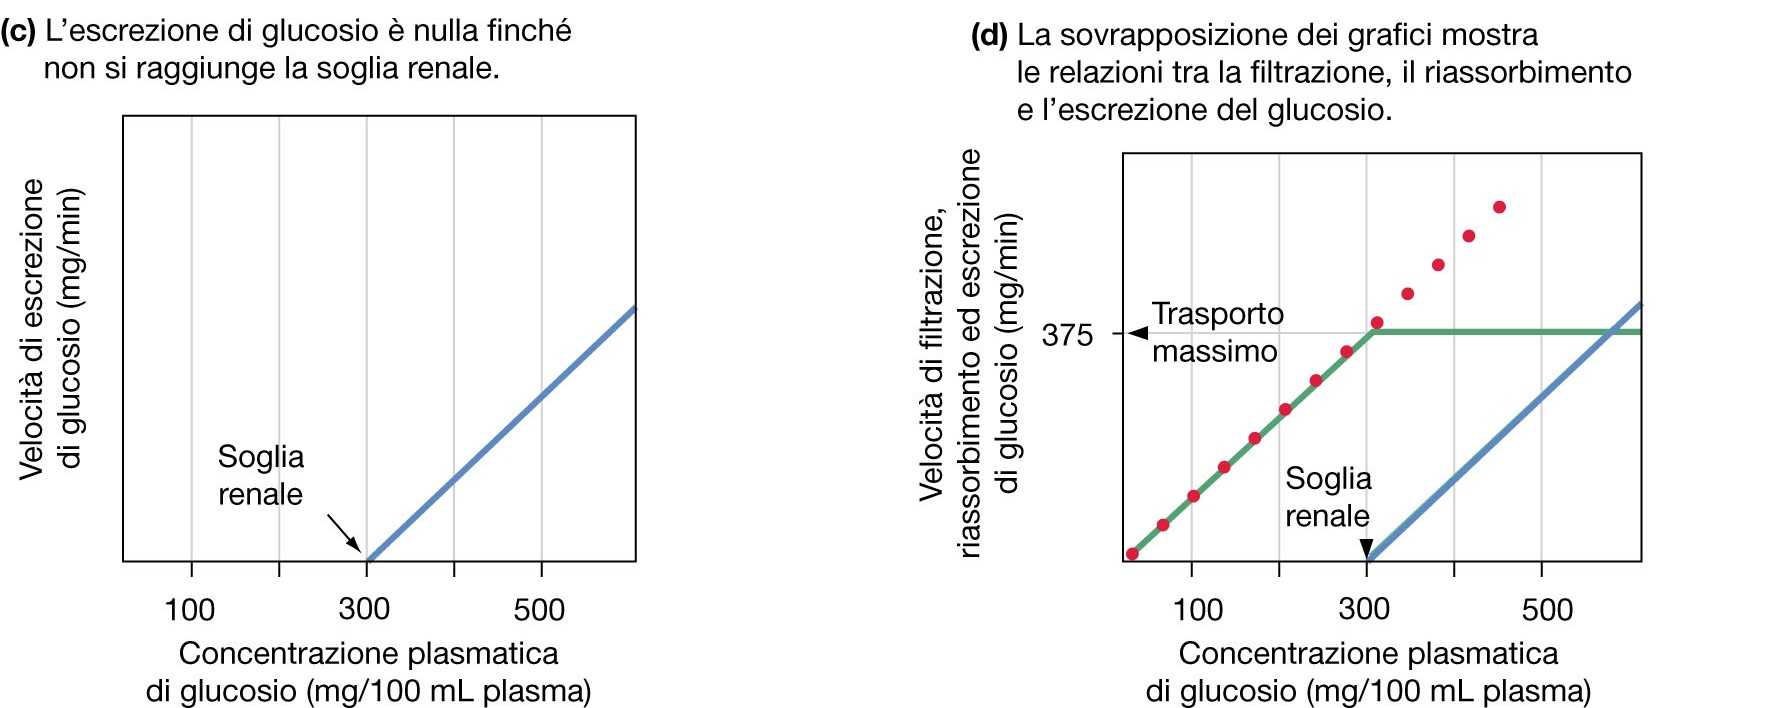 (c) L’escrezione di glucosio è nulla finché
non si raggiunge la soglia renale.
Velocità di escrezione
di glucosio (mg/min)
Soglia
renale
100
300
500
Concentrazione plasmatica
di glucosio (mg/100 mL plasma)
(d) La sovrapposizione dei grafici mostra
le relazioni tra la filtrazione, il riassorbimento
e l’escrezione del glucosio.
Velocità di filtrazione,
riassorbimento ed escrezione
di glucosio (mg/min)
375
Trasporto
massimo
Soglia
renale
100
300
500
Concentrazione plasmatica
di glucosio (mg/100 mL plasma)